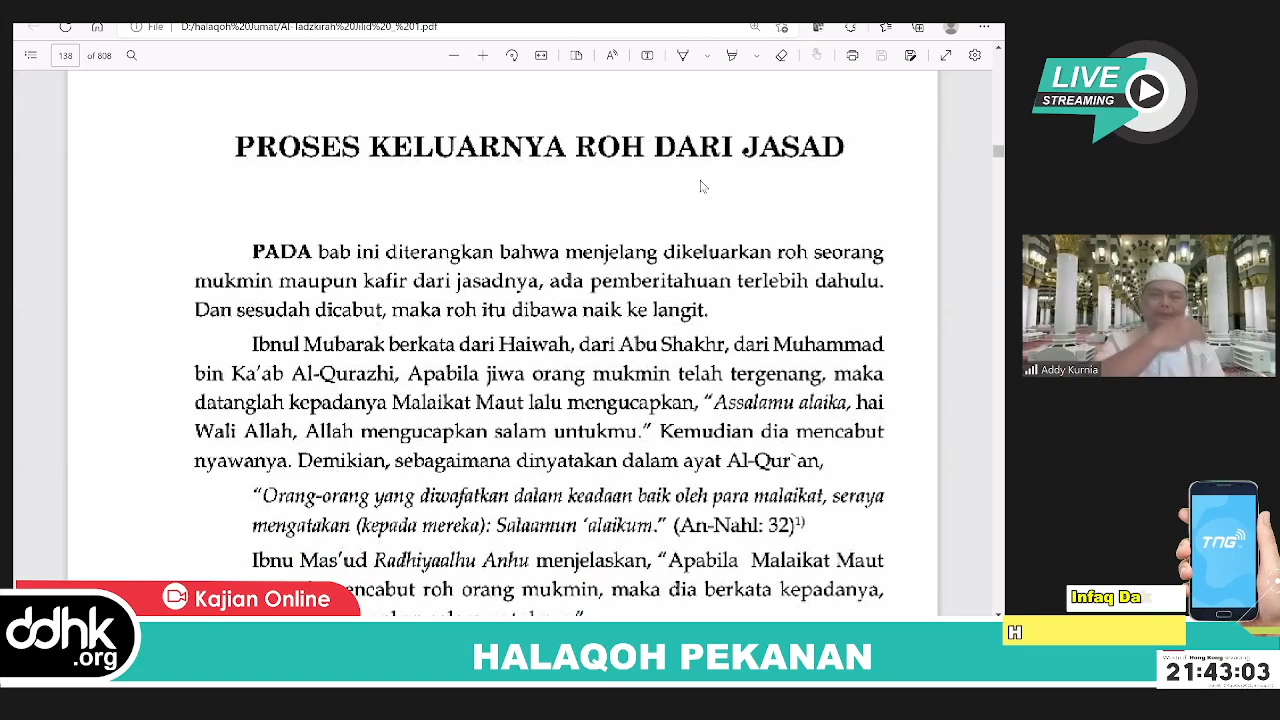 File D:/halaqoh%20Jumat/Al-Tadzkirah%20Jilid%20_%201.pdf
138 of 808
PROSES KELUARNYA ROH DARI JASAD
PADA bab ini diterangkan bahwa menjelang dikeluarkan roh seorang
mukmin maupun kafir dari jasadnya, ada pemberitahuan terlebih dahulu.
Dan sesudah dicabut, maka roh itu dibawa naik ke langit.
Ibnul Mubarak berkata dari Haiwah, dari Abu Shakhr, dari Muhammad
bin Ka’ab Al-Qurazhi, Apabila jiwa orang mukmin telah tergenang, maka
datanglah kepadanya Malaikat Maut lalu mengucapkan, “Assalamu alaika, hai
Wali Allah, Allah mengucapkan salam untukmu.” Kemudian dia mencabut
nyawanya. Demikian, sebagaimana dinyatakan dalam ayat Al-Qur`an,
“Orang-orang yang diwafatkan dalam keadaan baik oleh para malaikat, seraya
mengatakan (kepada mereka): Salaamun ‘alaikum.” (An-Nahl: 32)¹⁾
Ibnu Mas’ud Radhiyaalhu Anhu menjelaskan, “Apabila Malaikat Maut
encabut roh orang mukmin, maka dia berkata kepadanya,
LIVE
STREAMING
Addy Kurnia
TNG
Kajian Online
ddhk
.org
HALAQOH PEKANAN
Infaq Da
H
21:43:03